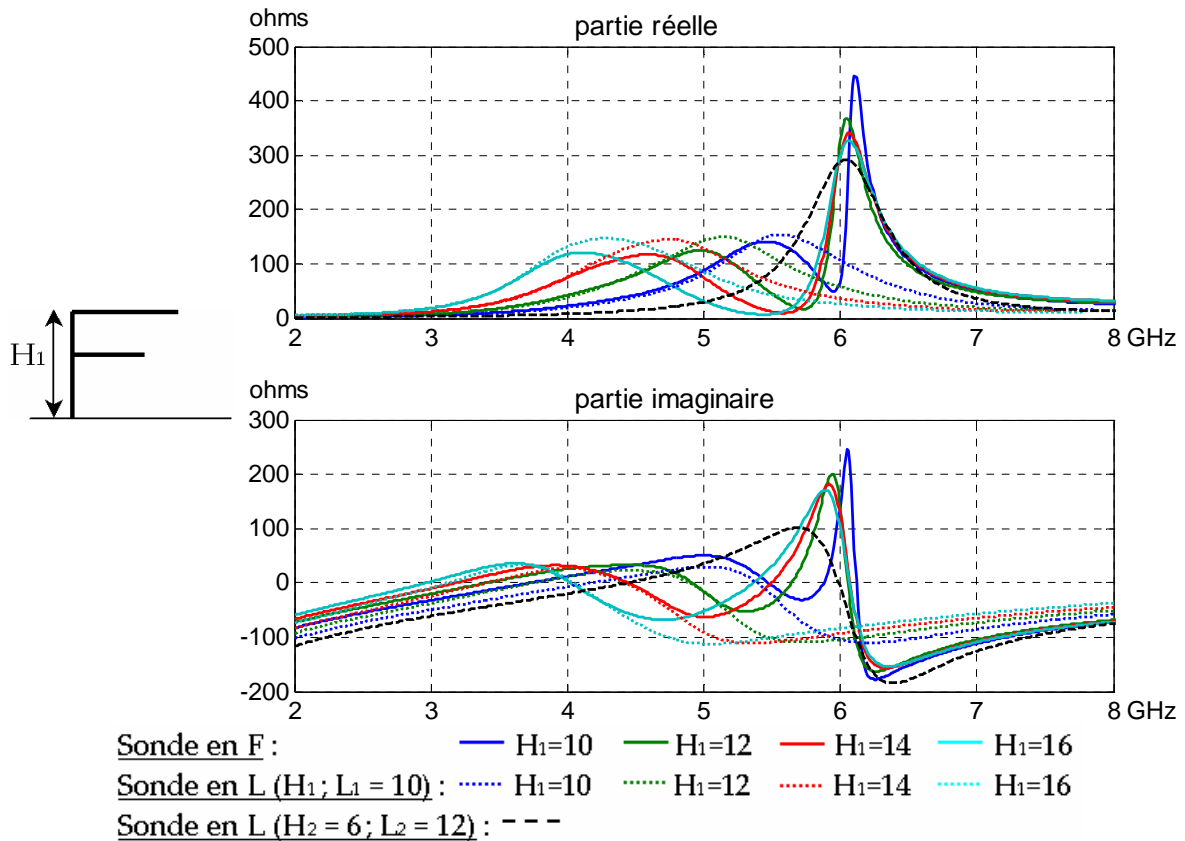 ohms
partie réelle
500
400
300
200
100
0
2 3 4 5 6 7 8 GHz
H1
ohms
partie imaginaire
300
200
100
0
-100
-200
2 3 4 5 6 7 8 GHz
Sonde en F : H1=10 H1=12 H1=14 H1=16
Sonde en L (H1 ; L1 = 10) : H1=10 H1=12 H1=14 H1=16
Sonde en L (H2 = 6 ; L2 = 12) :